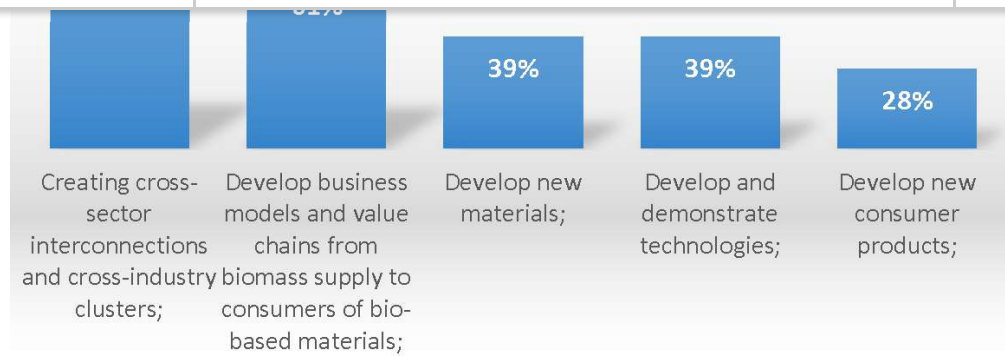 39%
39%
28%
Creating cross-
sector
interconnections
and cross-industry
clusters;
Develop business
models and value
chains from
biomass supply to
consumers of bio-
based materials;
Develop new
materials;
Develop and
demonstrate
technologies;
Develop new
consumer
products;